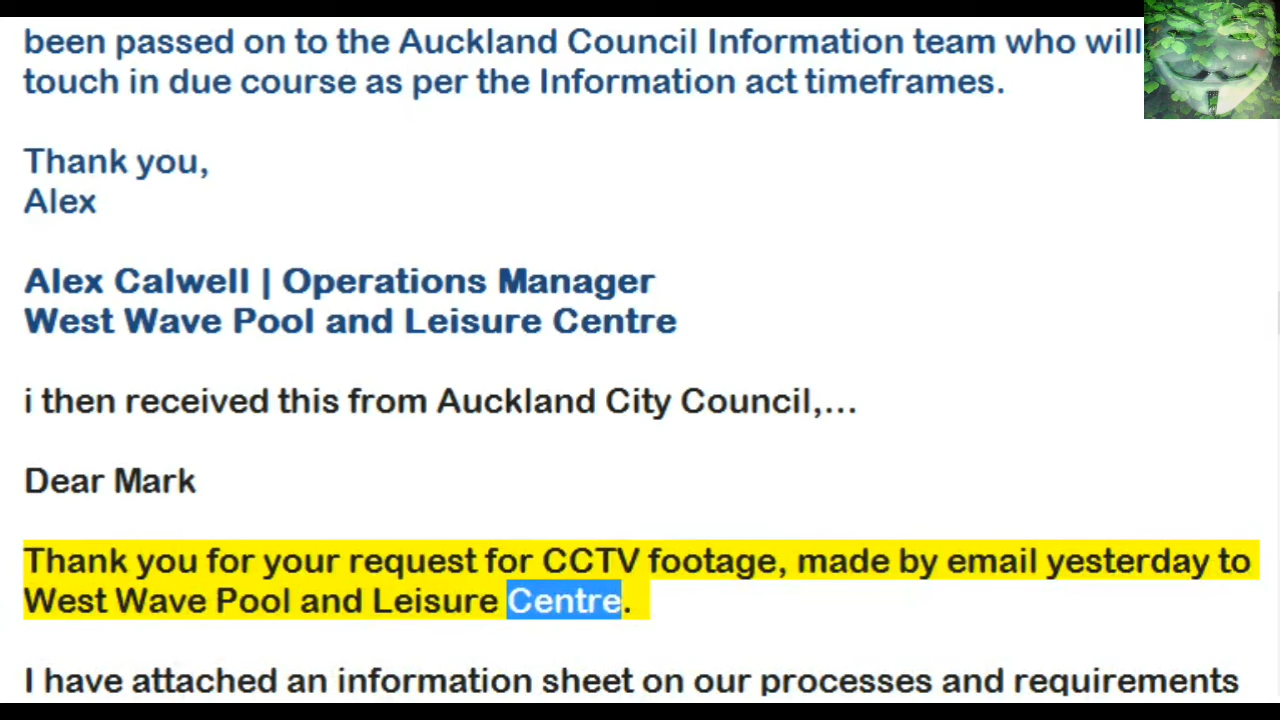 been passed on to the Auckland Council Information team who will
touch in due course as per the Information act timeframes.
Thank you,
Alex
Alex Calwell | Operations Manager
West Wave Pool and Leisure Centre
i then received this from Auckland City Council,...
Dear Mark
Thank you for your request for CCTV footage, made by email yesterday to
West Wave Pool and Leisure Centre.
I have attached an information sheet on our processes and requirements